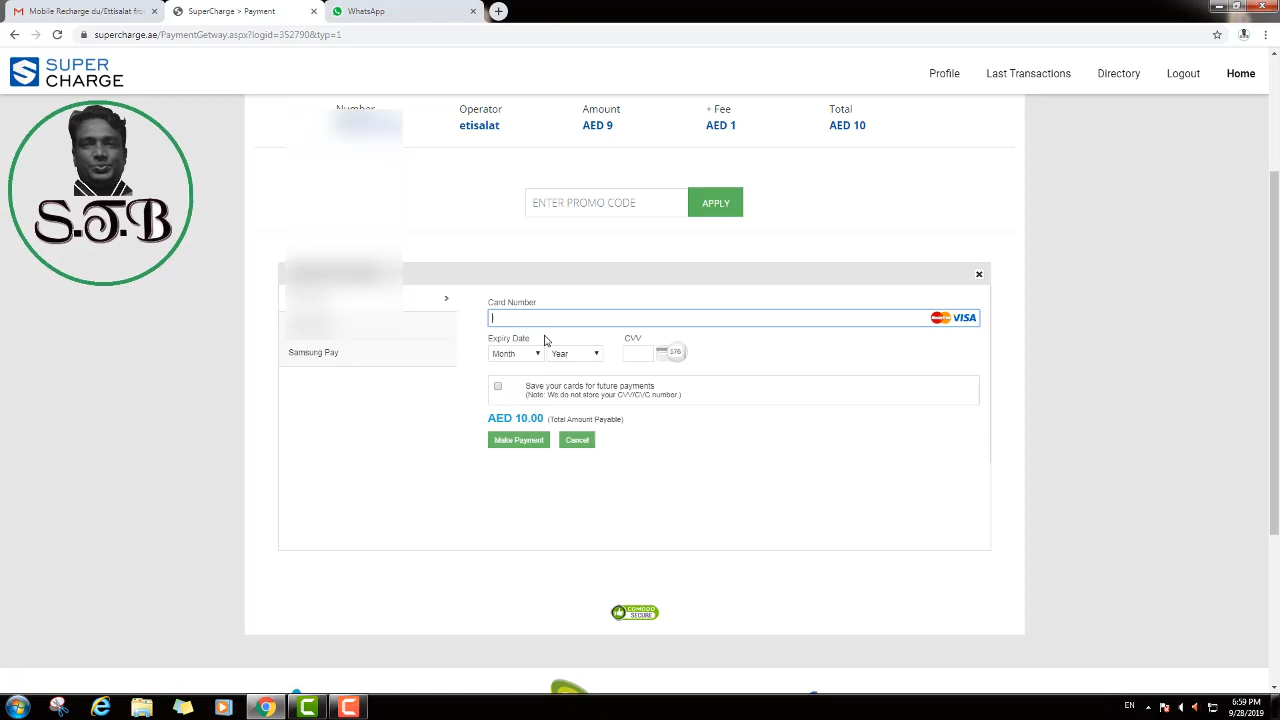 Mobile Recharge du/Etisalat fro
SuperCharge > Payment
WhatsApp
supercharge.ae/PaymentGetway.aspx?logid=352790&typ=1
SUPER
CHARGE
Profile
Last Transactions
Directory
Logout
Home
S.J.B
Number
Operator
Amount
+ Fee
Total
etisalat
AED 9
AED 1
AED 10
ENTER PROMO CODE
APPLY
Card Number
MasterCard VISA
Expiry Date
CVV
Month
Year
576
Samsung Pay
Save your cards for future payments
(Note: We do not store your CVV/CVC number.)
AED 10.00 (Total Amount Payable)
Make Payment
Cancel
COMODO
SECURE
EN
6:59 PM
9/28/2019